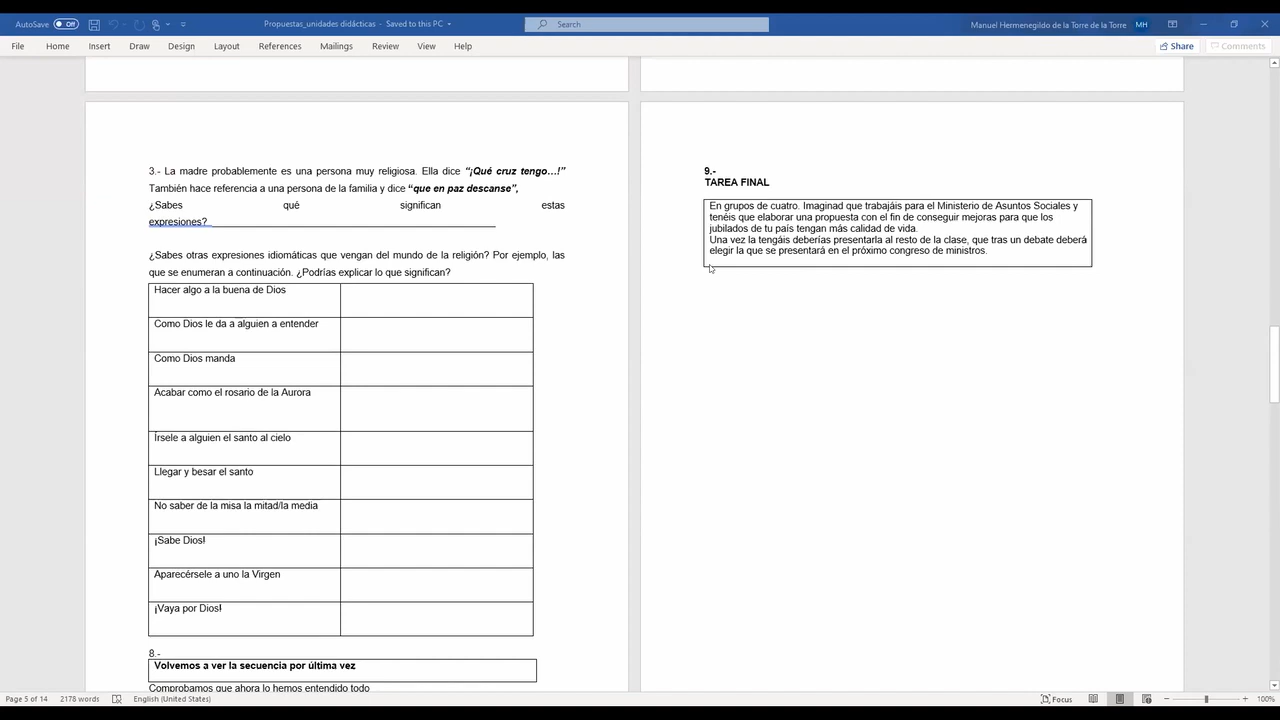 AutoSave Off
Propuestas_unidades didácticas - Saved to this PC
Search
Manuel Hermenegildo de la Torre de la Torre MH
File Home Insert Draw Design Layout References Mailings Review View Help
Share Comments
3.- La madre probablemente es una persona muy religiosa. Ella dice “¡Qué cruz tengo…!”
También hace referencia a una persona de la familia y dice “que en paz descanse”,
¿Sabes qué significan estas
expresiones?
¿Sabes otras expresiones idiomáticas que vengan del mundo de la religión? Por ejemplo, las
que se enumeran a continuación. ¿Podrías explicar lo que significan?
Hacer algo a la buena de Dios
Como Dios le da a alguien a entender
Como Dios manda
Acabar como el rosario de la Aurora
Írsele a alguien el santo al cielo
Llegar y besar el santo
No saber de la misa la mitad/la media
¡Sabe Dios!
Aparecérsele a uno la Virgen
¡Vaya por Dios!
8.-
Volvemos a ver la secuencia por última vez
Comprobamos que ahora lo hemos entendido todo
9.-
TAREA FINAL
En grupos de cuatro. Imaginad que trabajáis para el Ministerio de Asuntos Sociales y
tenéis que elaborar una propuesta con el fin de conseguir mejoras para que los
jubilados de tu país tengan más calidad de vida.
Una vez la tengáis deberías presentarla al resto de la clase, que tras un debate deberá
elegir la que se presentará en el próximo congreso de ministros.
Page 5 of 14 2178 words English (United States)
Focus 100%